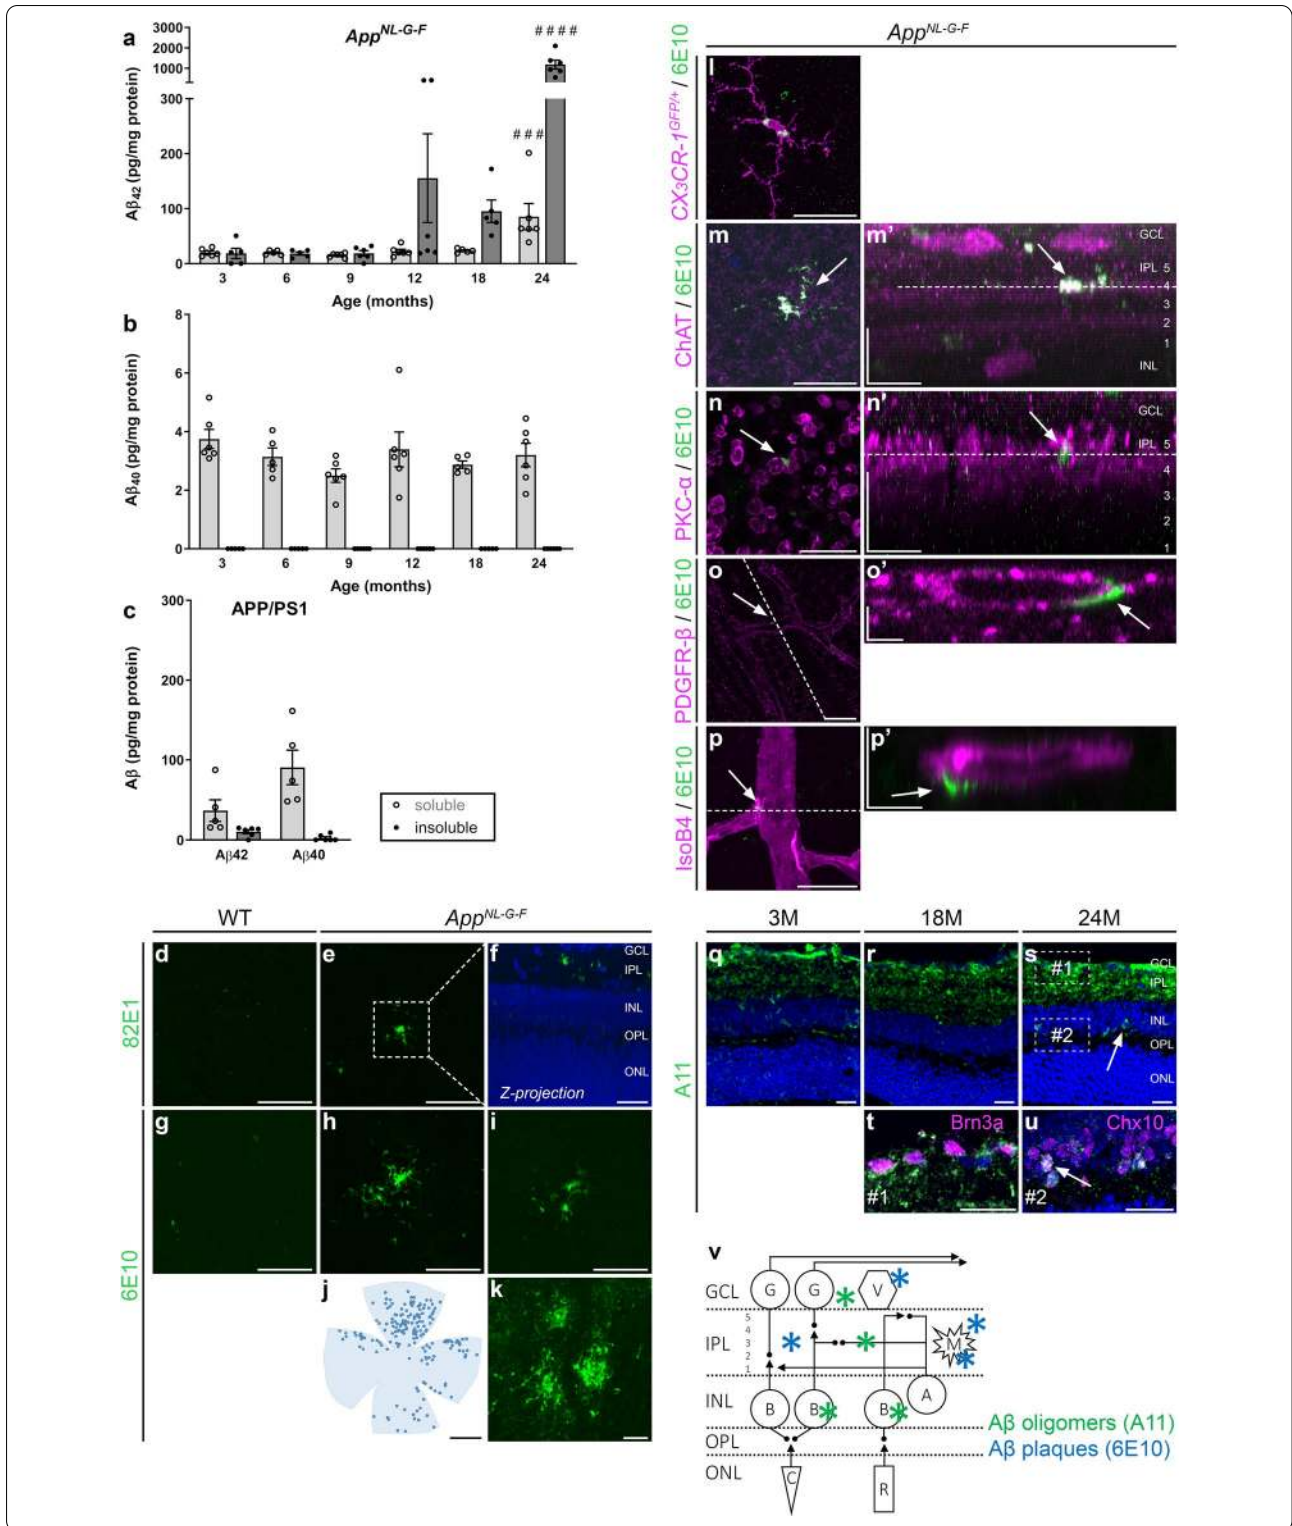 a
App^NL-G-F
####
###
Aβ42 (pg/mg protein)
3000
2000
1000
300
200
100
0
3 6 9 12 18 24
Age (months)
b
Aβ40 (pg/mg protein)
8
6
4
2
0
3 6 9 12 18 24
Age (months)
c
APP/PS1
Aβ (pg/mg protein)
300
200
100
0
Aβ42 Aβ40
soluble
insoluble
WT
App^NL-G-F
82E1
d
e
f
GCL
IPL
INL
OPL
ONL
Z-projection
6E10
g
h
i
j
k
App^NL-G-F
CX3CR-1^GFP/+ / 6E10
l
ChAT / 6E10
m
m’
GCL
IPL 5
4
3
2
1
INL
PKC-α / 6E10
n
n’
GCL
IPL 5
4
3
2
1
PDGFR-β / 6E10
o
o’
IsoB4 / 6E10
p
p’
3M 18M 24M
A11
q
r
s
#1
GCL
IPL
INL
#2
OPL
ONL
t
Brn3a
#1
u
Chx10
#2
v
GCL
G G V
IPL
5
4
3
2
1
M
INL
B B B A
OPL
ONL
C R
Aβ oligomers (A11)
Aβ plaques (6E10)